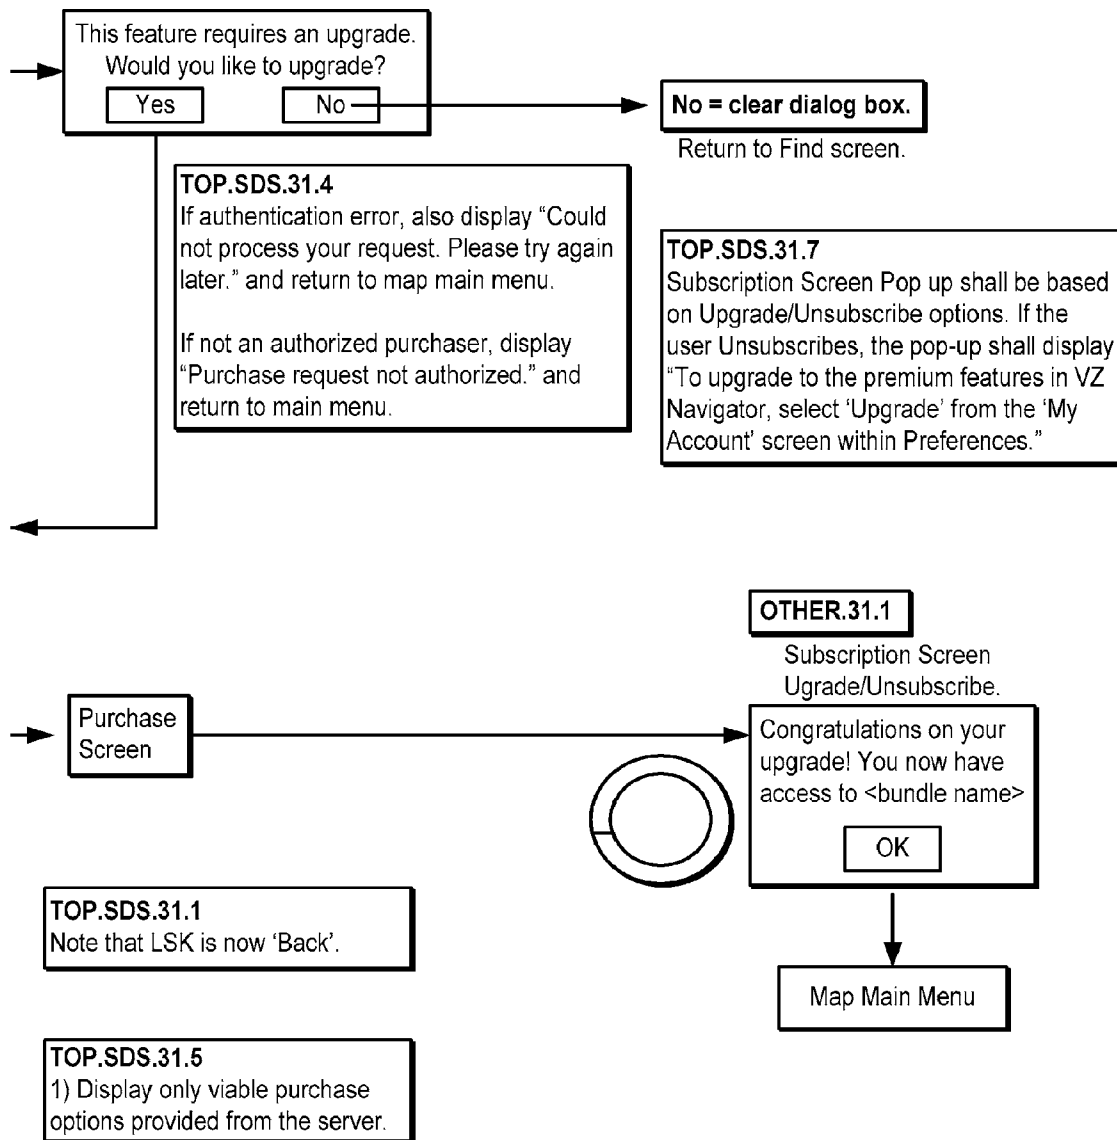 This feature requires an upgrade.
Would you like to upgrade?
Yes
No
No = clear dialog box.
Return to Find screen.
TOP.SDS.31.4
If authentication error, also display “Could
not process your request. Please try again
later.” and return to map main menu.
If not an authorized purchaser, display
“Purchase request not authorized.” and
return to main menu.
TOP.SDS.31.7
Subscription Screen Pop up shall be based
on Upgrade/Unsubscribe options. If the
user Unsubscribes, the pop-up shall display
“To upgrade to the premium features in VZ
Navigator, select ‘Upgrade’ from the ‘My
Account’ screen within Preferences.”
OTHER.31.1
Subscription Screen
Ugrade/Unsubscribe.
Purchase
Screen
Congratulations on your
upgrade! You now have
access to <bundle name>
OK
TOP.SDS.31.1
Note that LSK is now ‘Back’.
Map Main Menu
TOP.SDS.31.5
1) Display only viable purchase
options provided from the server.